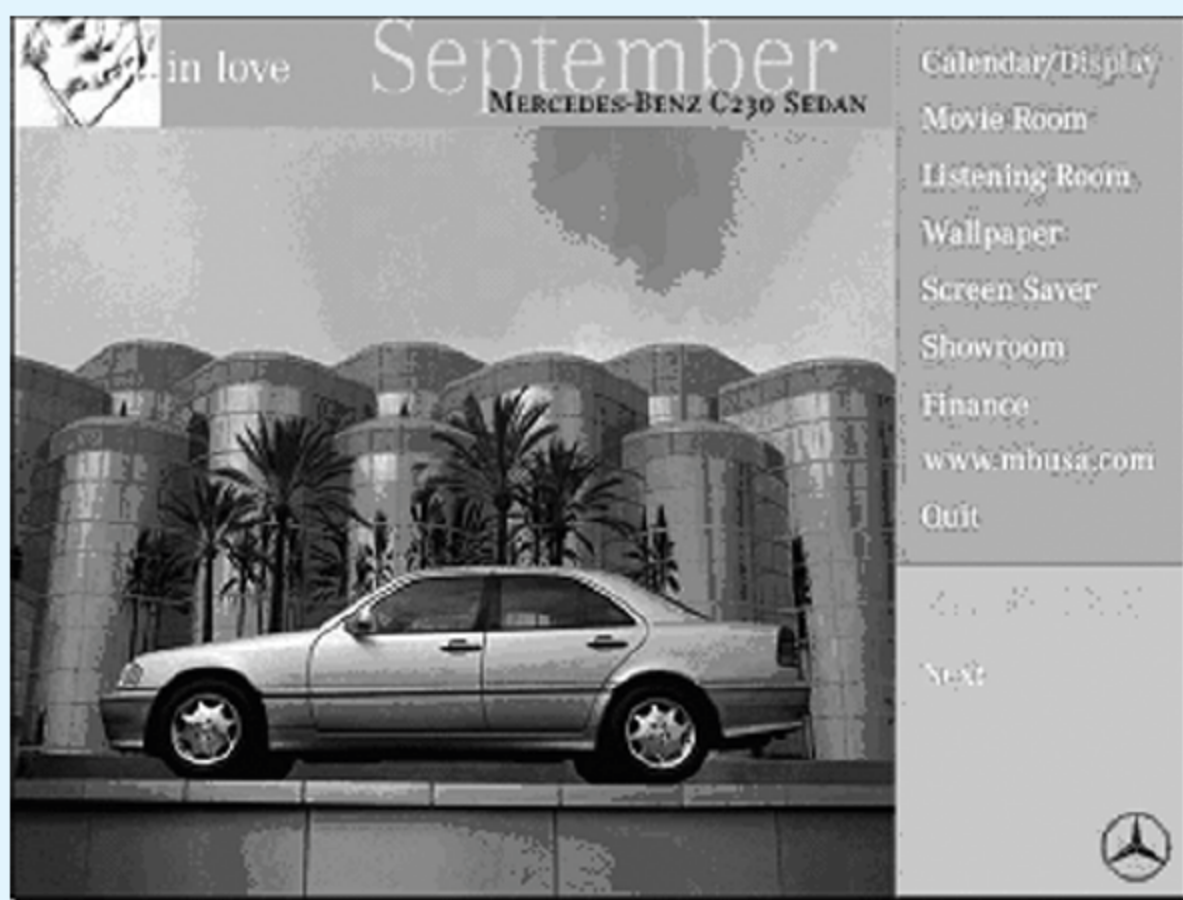 in love
September
MERCEDES-BENZ C230 SEDAN
Calendar/Display
Movie Room
Listening Room
Wallpaper
Screen Saver
Showroom
Finance
www.mbusa.com
Quit
Next